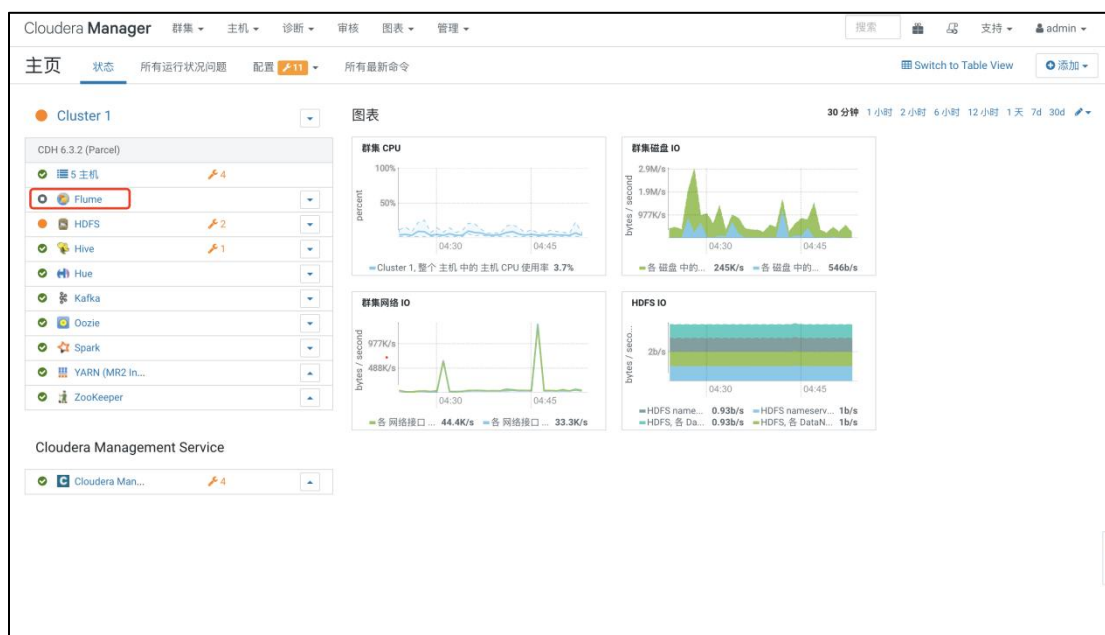 Cloudera Manager 群集 主机 诊断 审核 图表 管理 搜索 支持 admin
主页 状态 所有运行状况问题 配置 11 所有最新命令 Switch to Table View 添加
Cluster 1
CDH 6.3.2 (Parcel)
5 主机 4
Flume
HDFS 2
Hive 1
Hue
Kafka
Oozie
Spark
YARN (MR2 In...
ZooKeeper
Cloudera Management Service
Cloudera Man... 4
图表
30 分钟 1 小时 2 小时 6 小时 12 小时 1 天 7d 30d
群集 CPU
percent
100%
50%
04:30 04:45
Cluster 1, 整个 主机 中的 主机 CPU 使用率 3.7%
群集磁盘 IO
bytes / second
2.9M/s
1.9M/s
977K/s
04:30 04:45
各 磁盘 中的... 245K/s 各 磁盘 中的... 546b/s
群集网络 IO
bytes / second
977K/s
488K/s
04:30 04:45
各 网络接口 ... 44.4K/s 各 网络接口 ... 33.3K/s
HDFS IO
bytes / seco...
2b/s
04:30 04:45
HDFS name... 0.93b/s HDFS nameserv... 1b/s
HDFS, 各 Da... 0.93b/s HDFS, 各 DataN... 1b/s